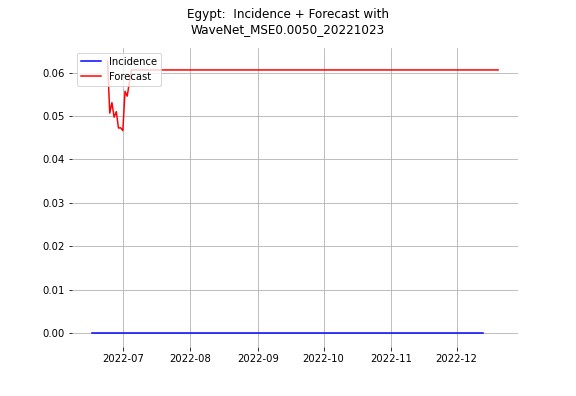 Egypt:  Incidence + Forecast with
WaveNet_MSE0.0050_20221023
Incidence
Forecast
0.06
0.05
0.04
0.03
0.02
0.01
0.00
2022-07 2022-08 2022-09 2022-10 2022-11 2022-12